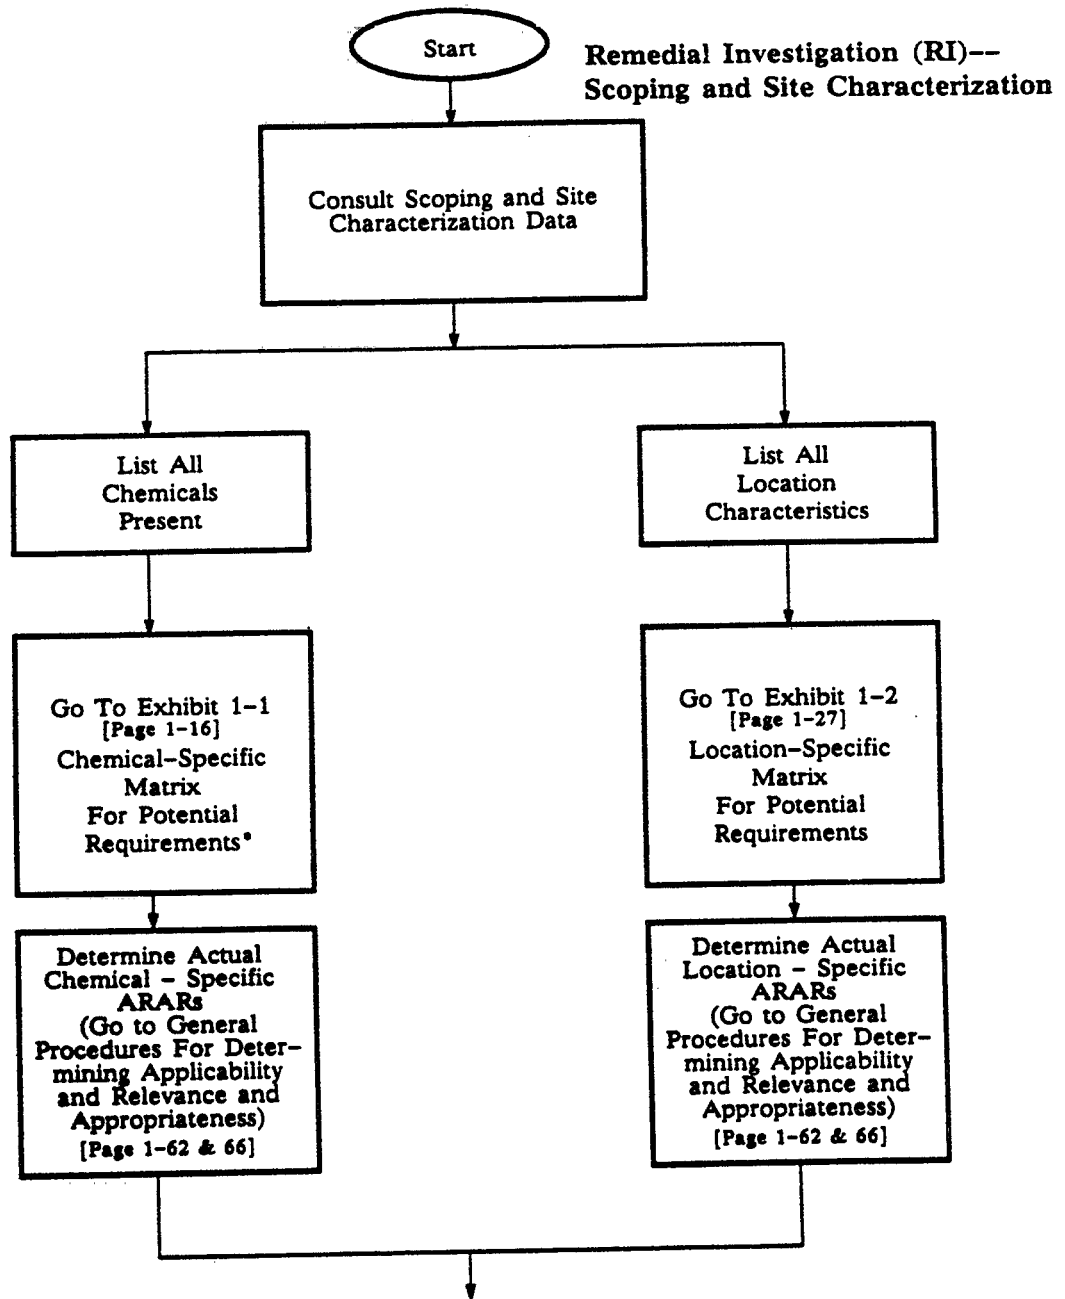 Start
Remedial Investigation (RI)--
Scoping and Site Characterization
Consult Scoping and Site
Characterization Data
List All
Chemicals
Present
List All
Location
Characteristics
Go To Exhibit 1-1
[Page 1-16]
Chemical-Specific
Matrix
For Potential
Requirements*
Go To Exhibit 1-2
[Page 1-27]
Location-Specific
Matrix
For Potential
Requirements
Determine Actual
Chemical - Specific
ARARs
(Go to General
Procedures For Deter-
mining Applicability
and Relevance and
Appropriateness)
[Page 1-62 & 66]
Determine Actual
Location - Specific
ARARs
(Go to General
Procedures For Deter-
mining Applicability
and Relevance and
Appropriateness)
[Page 1-62 & 66]